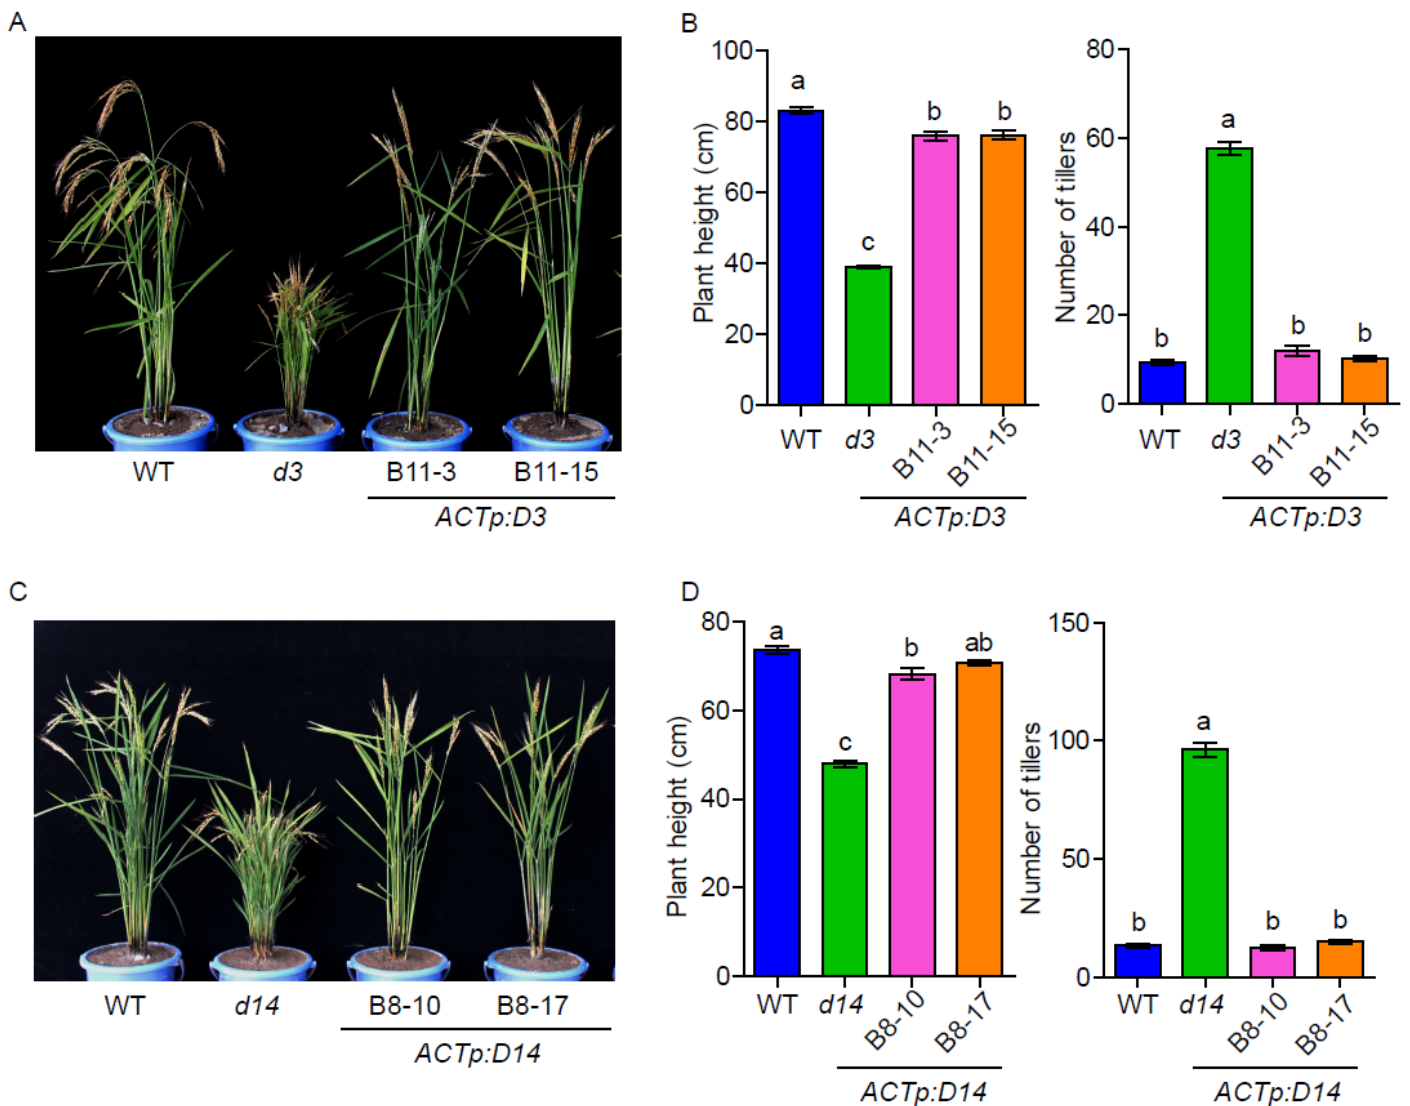 A
WT
d3
B11-3
B11-15
ACTp:D3
B
Plant height (cm)
100
80
60
40
20
0
a
c
b
b
WT
d3
B11-3
B11-15
ACTp:D3
Number of tillers
80
60
40
20
0
b
a
b
b
WT
d3
B11-3
B11-15
ACTp:D3
C
WT
d14
B8-10
B8-17
ACTp:D14
D
Plant height (cm)
80
60
40
20
0
a
c
b
ab
WT
d14
B8-10
B8-17
ACTp:D14
Number of tillers
150
100
50
0
b
a
b
b
WT
d14
B8-10
B8-17
ACTp:D14